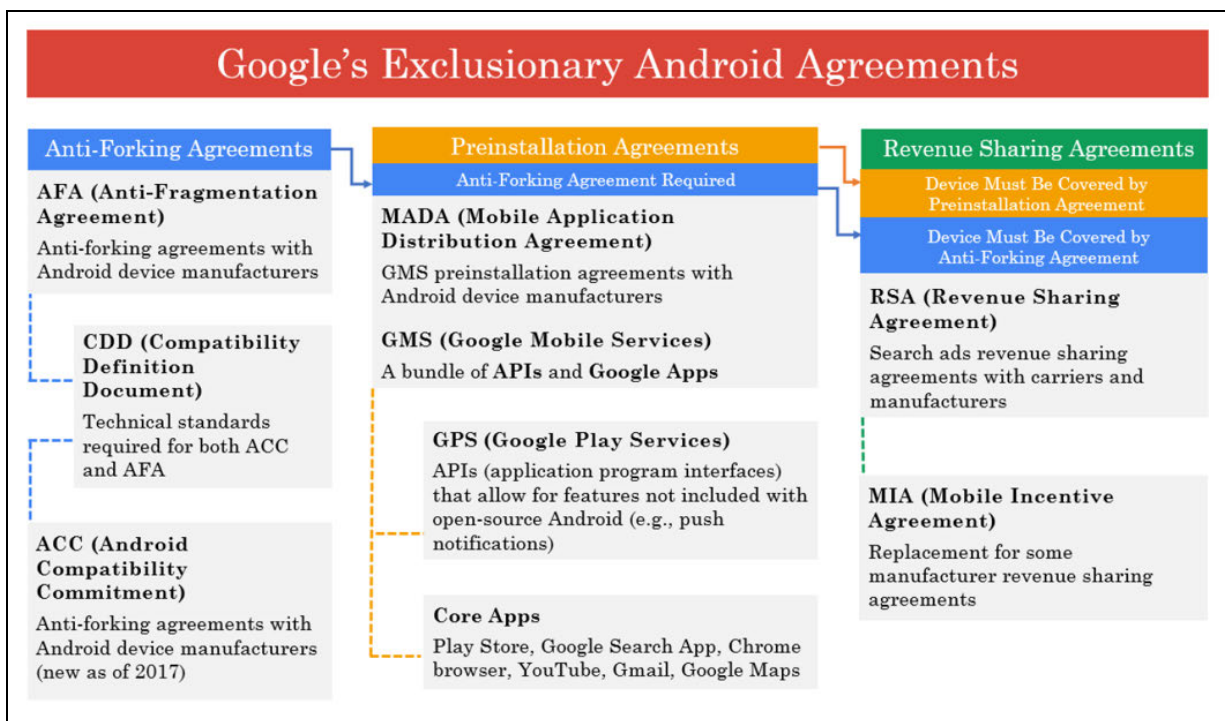 Google’s Exclusionary Android Agreements
Anti-Forking Agreements
AFA (Anti-Fragmentation
Agreement)
Anti-forking agreements with
Android device manufacturers
CDD (Compatibility
Definition
Document)
Technical standards
required for both ACC
and AFA
ACC (Android
Compatibility
Commitment)
Anti-forking agreements with
Android device manufacturers
(new as of 2017)
Preinstallation Agreements
Anti-Forking Agreement Required
MADA (Mobile Application
Distribution Agreement)
GMS preinstallation agreements with
Android device manufacturers
GMS (Google Mobile Services)
A bundle of APIs and Google Apps
GPS (Google Play Services)
APIs (application program interfaces)
that allow for features not included with
open-source Android (e.g., push
notifications)
Core Apps
Play Store, Google Search App, Chrome
browser, YouTube, Gmail, Google Maps
Revenue Sharing Agreements
Device Must Be Covered by
Preinstallation Agreement
Device Must Be Covered by
Anti-Forking Agreement
RSA (Revenue Sharing
Agreement)
Search ads revenue sharing
agreements with carriers and
manufacturers
MIA (Mobile Incentive
Agreement)
Replacement for some
manufacturer revenue sharing
agreements